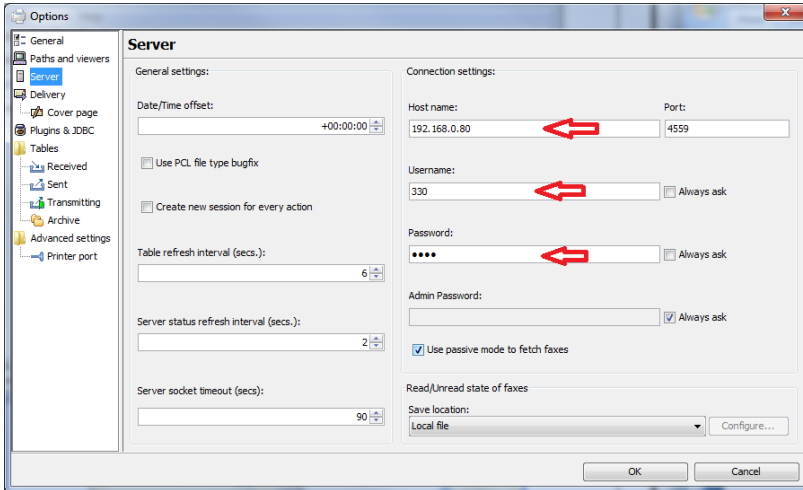 Options
General
Paths and viewers
Server
Delivery
Cover page
Plugins & JDBC
Tables
Received
Sent
Transmitting
Archive
Advanced settings
Printer port
Server
General settings:
Date/Time offset:
+00:00:00
Use PCL file type bugfix
Create new session for every action
Table refresh interval (secs.):
6
Server status refresh interval (secs.):
2
Server socket timeout (secs):
90
Connection settings:
Host name: Port:
192.168.0.80 4559
Username:
330 Always ask
Password:
•••• Always ask
Admin Password:
Always ask
Use passive mode to fetch faxes
Read/Unread state of faxes
Save location:
Local file Configure...
OK Cancel